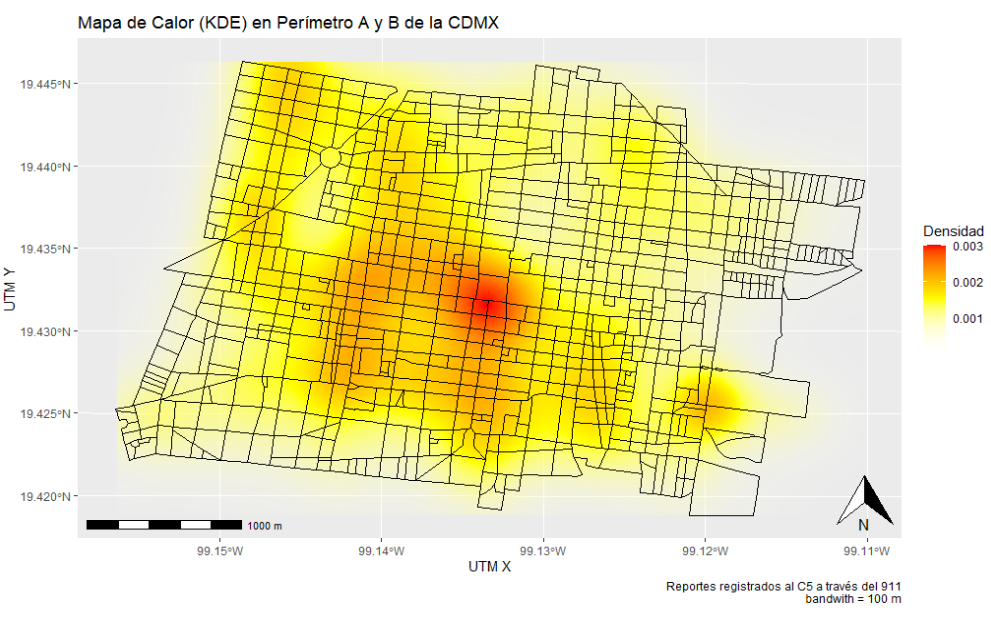 Mapa de Calor (KDE) en Perímetro A y B de la CDMX
19.445°N
19.440°N
19.435°N
19.430°N
19.425°N
19.420°N
UTM Y
Densidad
0.003
0.002
0.001
1000 m
N
99.15°W
99.14°W
99.13°W
99.12°W
99.11°W
UTM X
Reportes registrados al C5 a través del 911
bandwith = 100 m